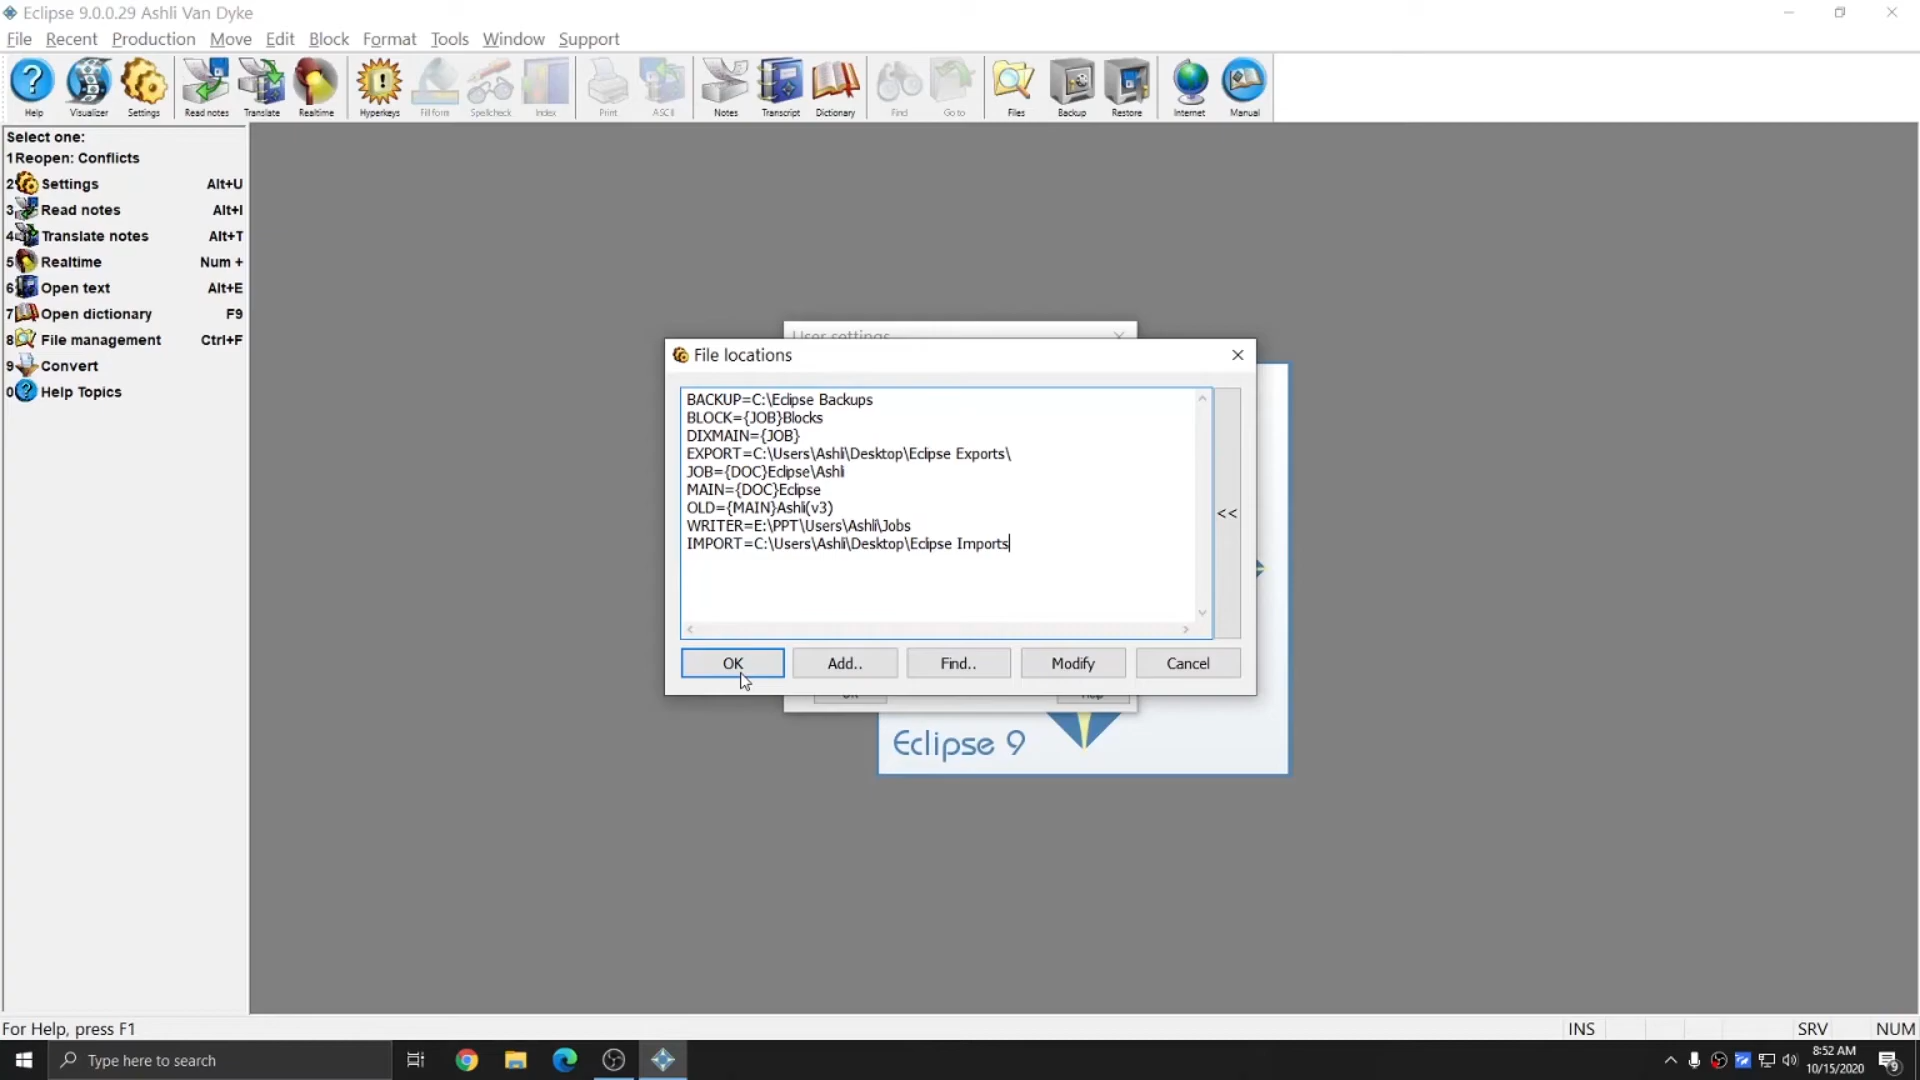 Eclipse 9.0.0.29 Ashli Van Dyke
File Recent Production Move Edit Block Format Tools Window Support
Help Visualizer Settings Read notes Translate Realtime Hyperkeys Fill form Spellcheck Index Print ASCII Notes Transcript Dictionary Find Go to Files Backup Restore Internet Manual
Select one:
1 Reopen: Conflicts
2 Settings Alt+U
3 Read notes Alt+I
4 Translate notes Alt+T
5 Realtime Num +
6 Open text Alt+E
7 Open dictionary F9
8 File management Ctrl+F
9 Convert
0 Help Topics
User settings
File locations
BACKUP=C:\Eclipse Backups
BLOCK={JOB}Blocks
DIXMAIN={JOB}
EXPORT=C:\Users\Ashli\Desktop\Eclipse Exports\
JOB={DOC}Eclipse\Ashli
MAIN={DOC}Eclipse
OLD={MAIN}Ashli(v3)
WRITER=E:\PPT\Users\Ashli\Jobs
IMPORT=C:\Users\Ashli\Desktop\Eclipse Imports
<<
OK Add.. Find.. Modify Cancel
OK Help
Eclipse 9
For Help, press F1 INS SRV NUM
Type here to search
8:52 AM
10/15/2020
9